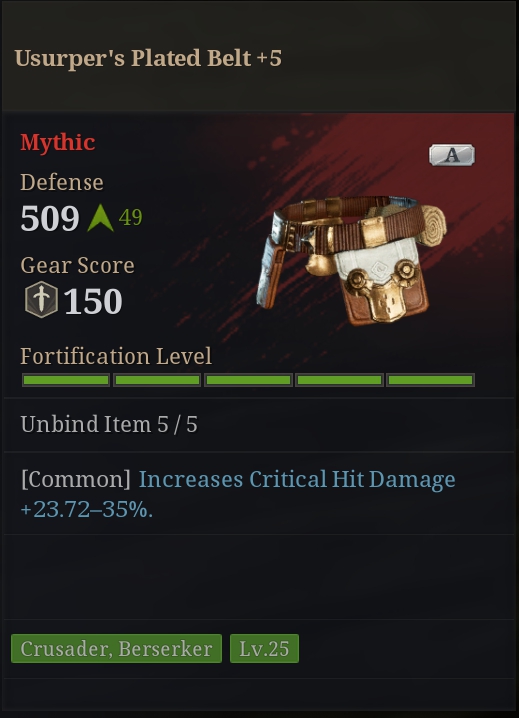 Usurper's Plated Belt +5
Mythic
A
Defense
509 49
Gear Score
150
Fortification Level
Unbind Item 5 / 5
[Common] Increases Critical Hit Damage
+23.72–35%.
Crusader, Berserker Lv.25